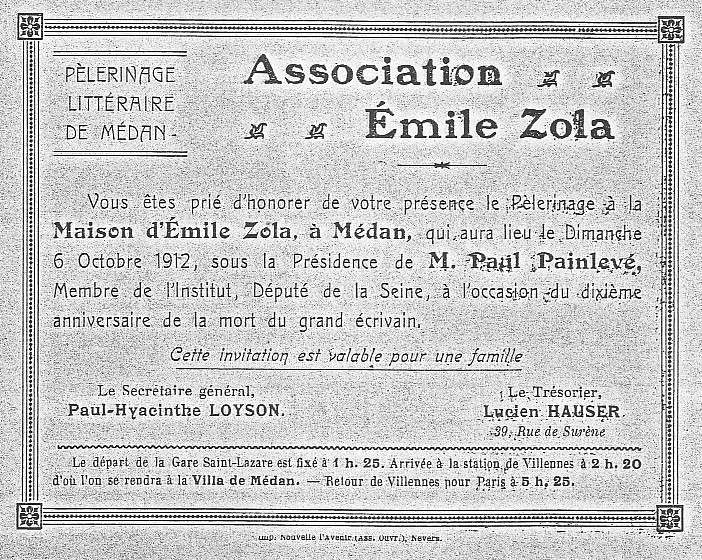 PÈLERINAGE
LITTÉRAIRE
DE MÉDAN -
Association
Émile Zola
Vous êtes prié d'honorer de votre présence le Pèlerinage à la
Maison d'Émile Zola, à Médan, qui aura lieu le Dimanche
6 Octobre 1912, sous la Présidence de M. Paul Painlevé,
Membre de l'Institut, Député de la Seine, à l'occasion du dixième
anniversaire de la mort du grand écrivain.
Cette invitation est valable pour une famille
Le Secrétaire général,
Paul-Hyacinthe LOYSON.
Le Trésorier,
Lucien HAUSER.
39, Rue de Surène
Le départ de la Gare Saint-Lazare est fixé à 1 h. 25. Arrivée à la station de Villennes à 2 h. 20
d'où l'on se rendra à la Villa de Médan. — Retour de Villennes pour Paris à 5 h. 25.
Imp. Nouvelle l'Avenir (Ass. Ouvr.), Nevers.